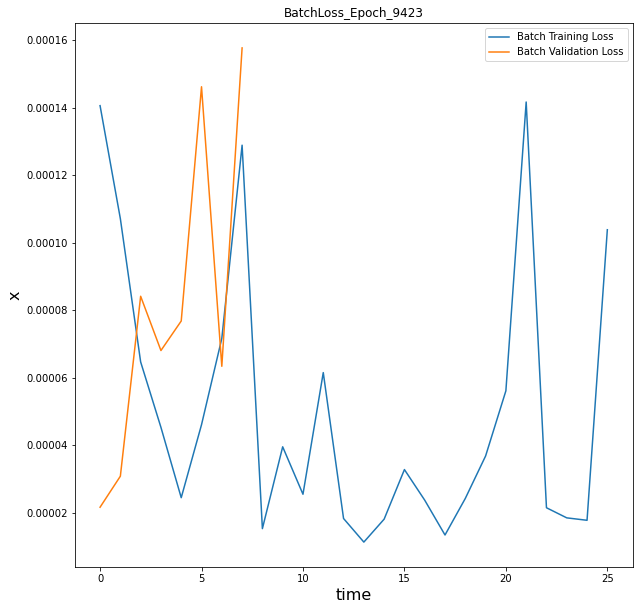 BatchLoss_Epoch_9423
Batch Training Loss
Batch Validation Loss
0.00016
0.00014
0.00012
0.00010
0.00008
0.00006
0.00004
0.00002
x
0 5 10 15 20 25
time